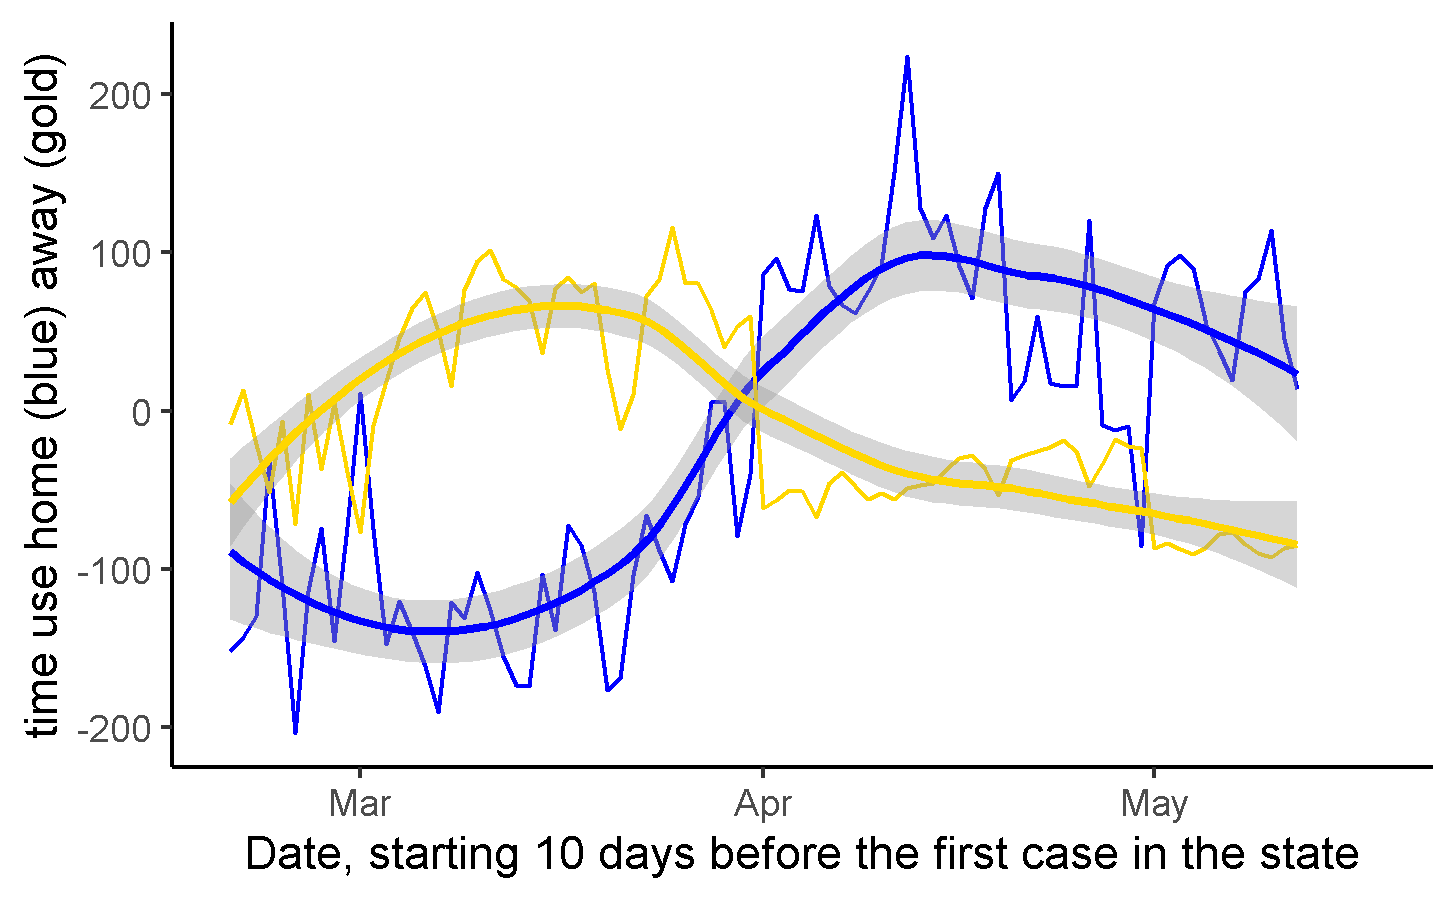 time use home (blue) away (gold)
200
100
0
-100
-200
Mar Apr May
Date, starting 10 days before the first case in the state